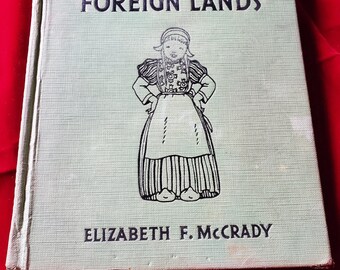 FOREIGN LANDS
ELIZABETH F. McCRADY